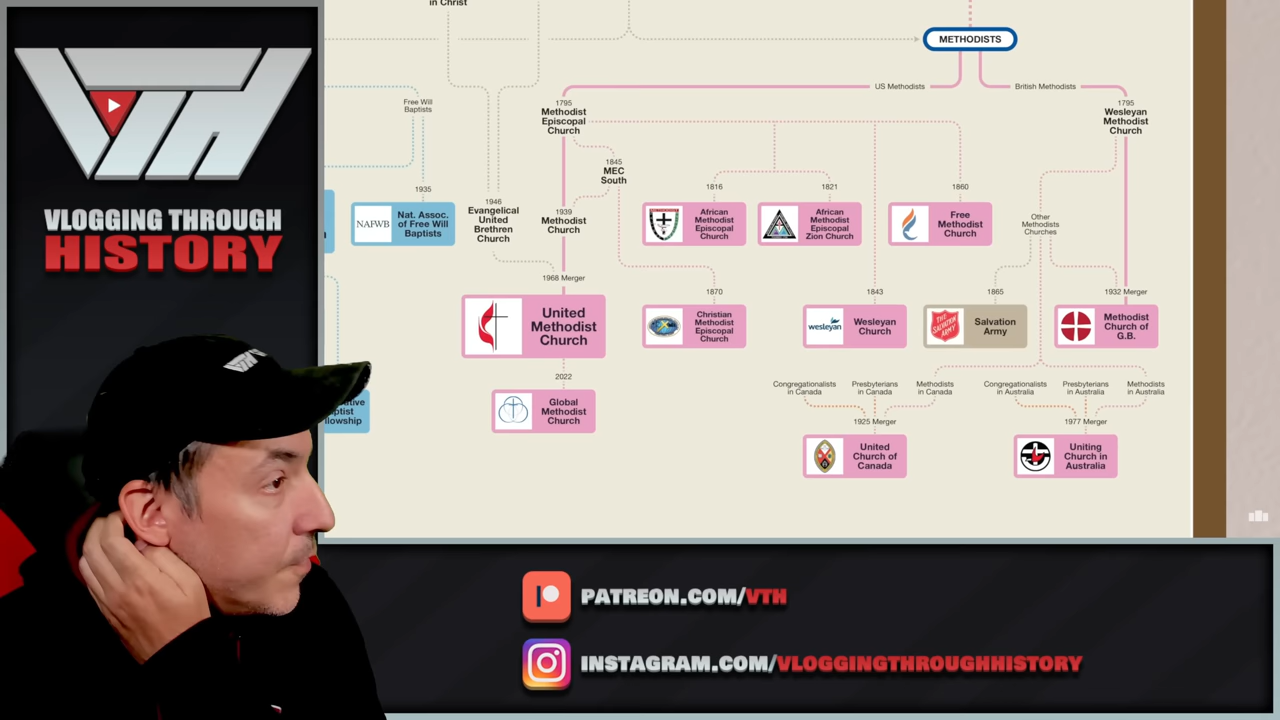 VLOGGING THROUGH
HISTORY
in Christ
METHODISTS
US Methodists
British Methodists
Free Will
Baptists
1795
Methodist
Episcopal
Church
1795
Wesleyan
Methodist
Church
1845
MEC
South
1935
NAFWB
Nat. Assoc.
of Free Will
Baptists
1946
Evangelical
United
Brethren
Church
1939
Methodist
Church
1816
African
Methodist
Episcopal
Church
1821
African
Methodist
Episcopal
Zion Church
1860
Free
Methodist
Church
Other
Methodists
Churches
1968 Merger
United
Methodist
Church
1870
Christian
Methodist
Episcopal
Church
1843
wesleyan
Wesleyan
Church
1865
THE
SALVATION
ARMY
Salvation
Army
1932 Merger
Methodist
Church of
G.B.
2022
Global
Methodist
Church
Congregationalists
in Canada
Presbyterians
in Canada
Methodists
in Canada
Congregationalists
in Australia
Presbyterians
in Australia
Methodists
in Australia
1925 Merger
United
Church of
Canada
1977 Merger
Uniting
Church in
Australia
PATREON.COM/VTH
INSTAGRAM.COM/VLOGGINGTHROUGHHISTORY